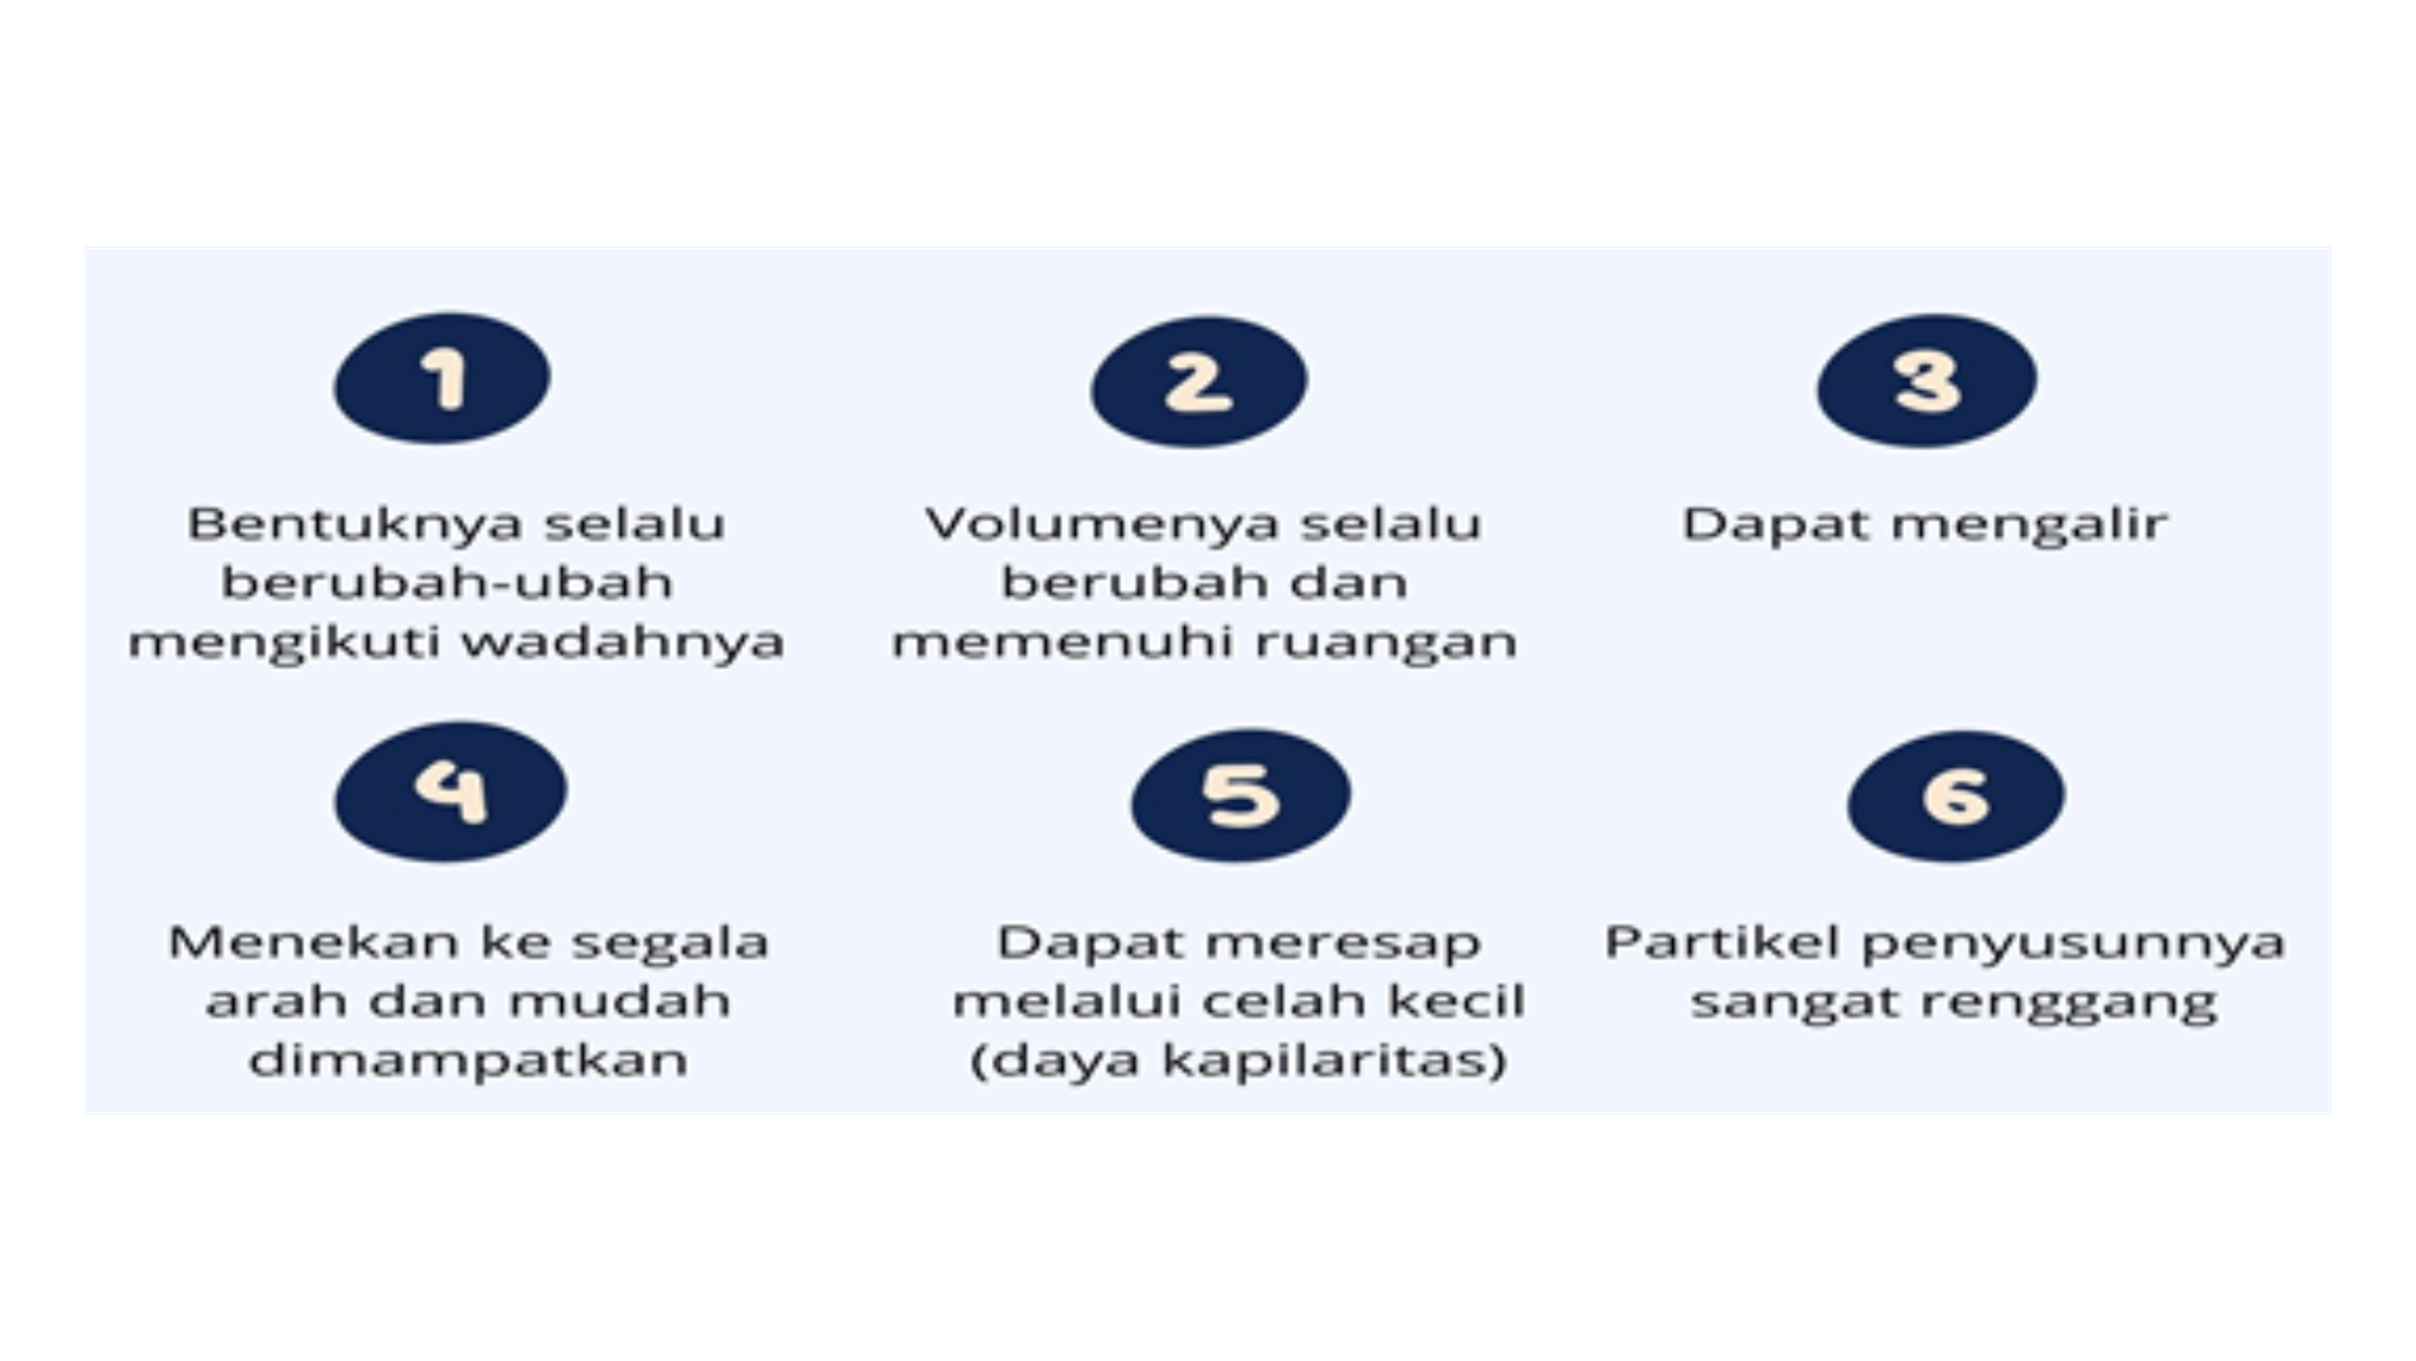 1
Bentuknya selalu
berubah-ubah
mengikuti wadahnya
2
Volumenya selalu
berubah dan
memenuhi ruangan
3
Dapat mengalir
4
Menekan ke segala
arah dan mudah
dimampatkan
5
Dapat meresap
melalui celah kecil
(daya kapilaritas)
6
Partikel penyusunnya
sangat renggang